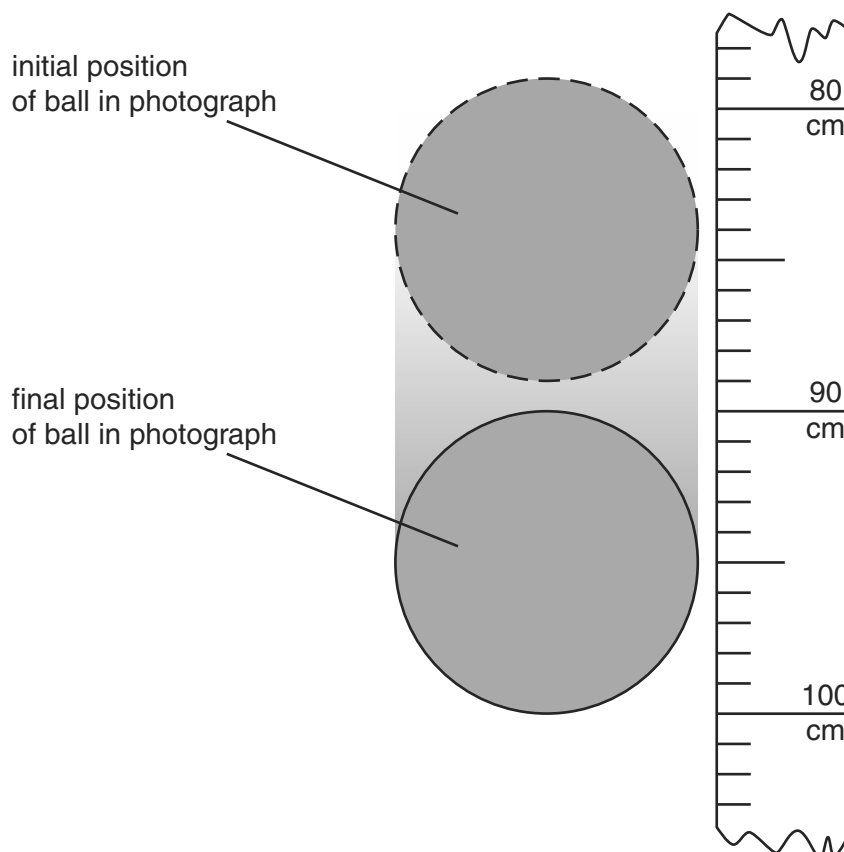 initial position
of ball in photograph
80
cm
final position
of ball in photograph
90
cm
100
cm